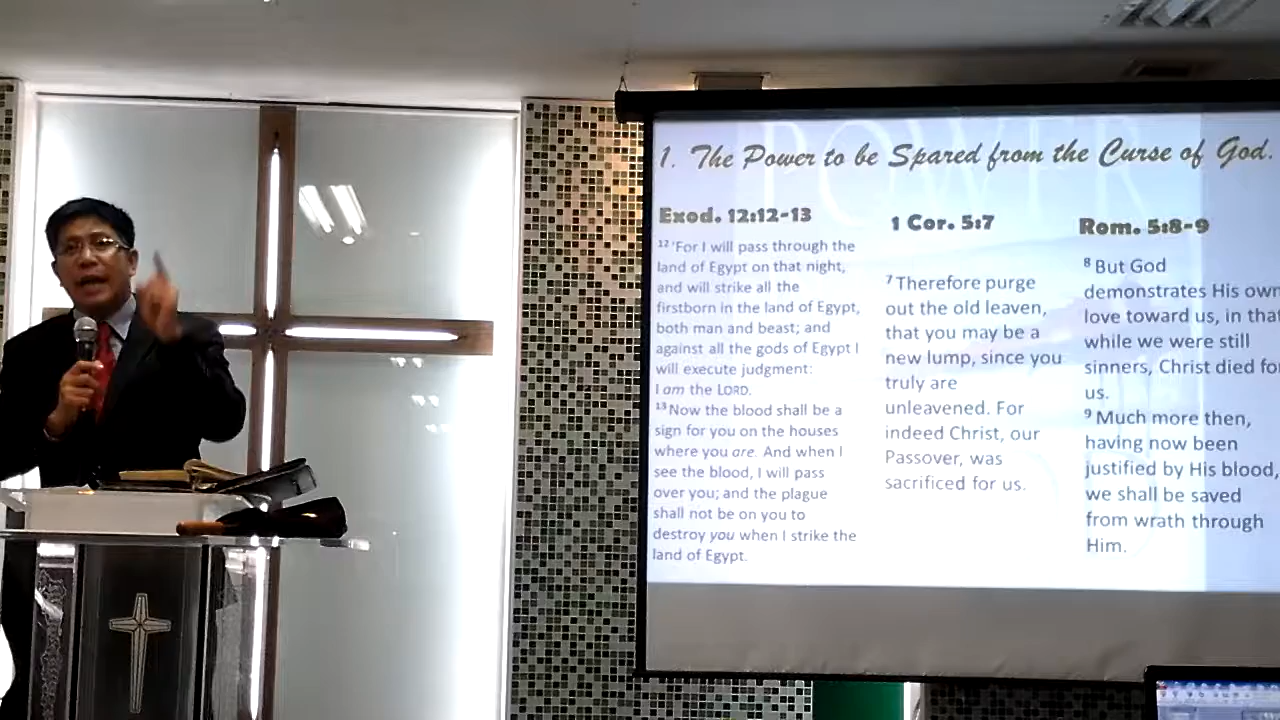 POWER
1. The Power to be Spared from the Curse of God.
Exod. 12:12-13
12 'For I will pass through the
land of Egypt on that night,
and will strike all the
firstborn in the land of Egypt,
both man and beast; and
against all the gods of Egypt I
will execute judgment:
I am the LORD.
13 Now the blood shall be a
sign for you on the houses
where you are. And when I
see the blood, I will pass
over you; and the plague
shall not be on you to
destroy you when I strike the
land of Egypt.
1 Cor. 5:7
7 Therefore purge
out the old leaven,
that you may be a
new lump, since you
truly are
unleavened. For
indeed Christ, our
Passover, was
sacrificed for us.
Rom. 5:8-9
8 But God
demonstrates His own
love toward us, in that
while we were still
sinners, Christ died for
us.
9 Much more then,
having now been
justified by His blood,
we shall be saved
from wrath through
Him.